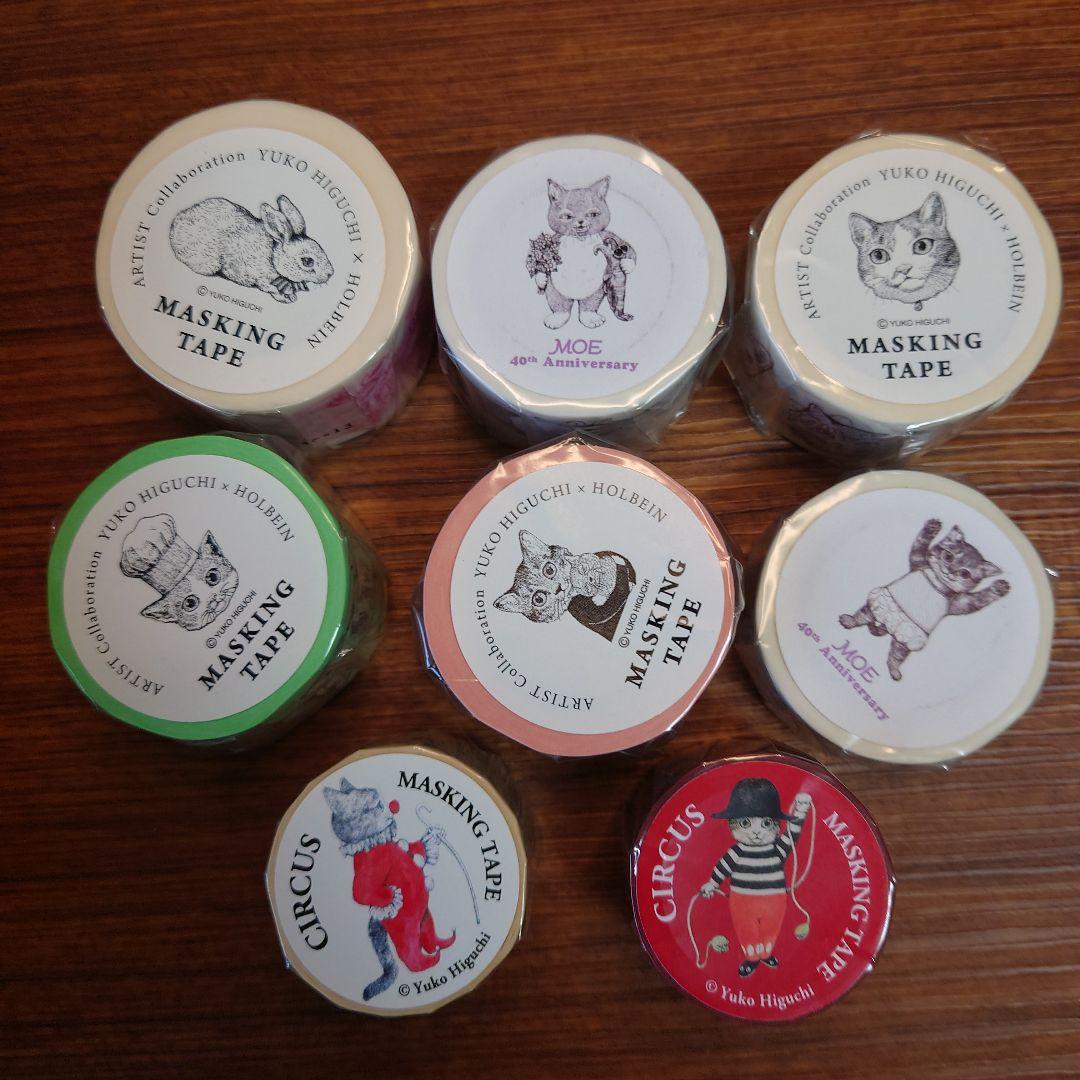 ARTIST Collaboration YUKO HIGUCHI × HOLBEIN
© YUKO HIGUCHI
MASKING
TAPE
MOE
40th Anniversary
ARTIST Collaboration YUKO HIGUCHI × HOLBEIN
© YUKO HIGUCHI
MASKING
TAPE
ARTIST Collaboration YUKO HIGUCHI × HOLBEIN
© YUKO HIGUCHI
MASKING
TAPE
ARTIST Collaboration YUKO HIGUCHI × HOLBEIN
© YUKO HIGUCHI
MASKING
TAPE
MOE
40th Anniversary
CIRCUS
MASKING TAPE
© Yuko Higuchi
CIRCUS
MASKING TAPE
© Yuko Higuchi